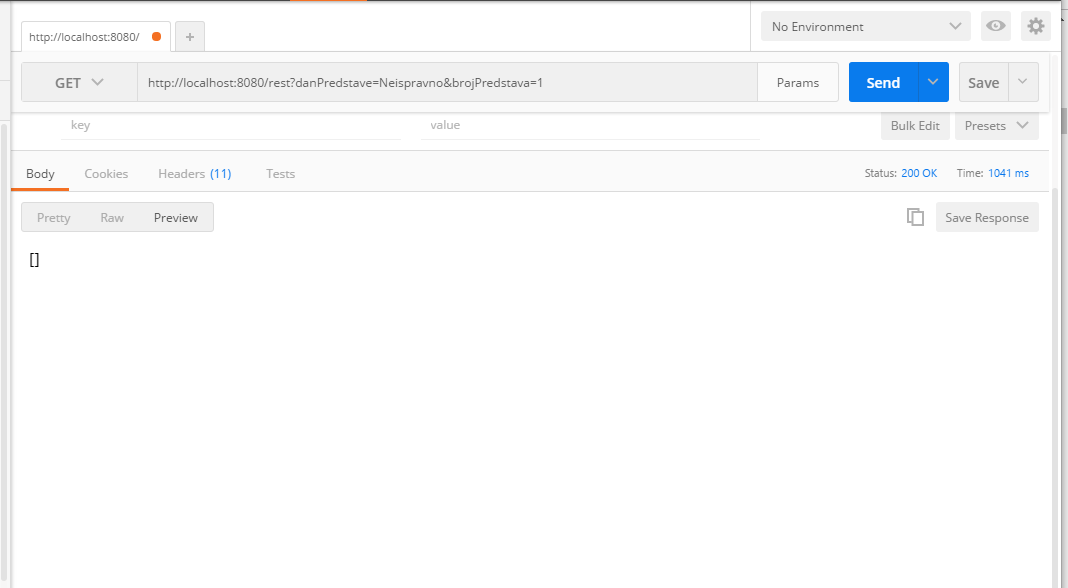 No Environment
http://localhost:8080/ +
GET http://localhost:8080/rest?danPredstave=Neispravno&brojPredstava=1 Params Send Save
key value Bulk Edit Presets
Body Cookies Headers (11) Tests Status: 200 OK Time: 1041 ms
Pretty Raw Preview Save Response
[]